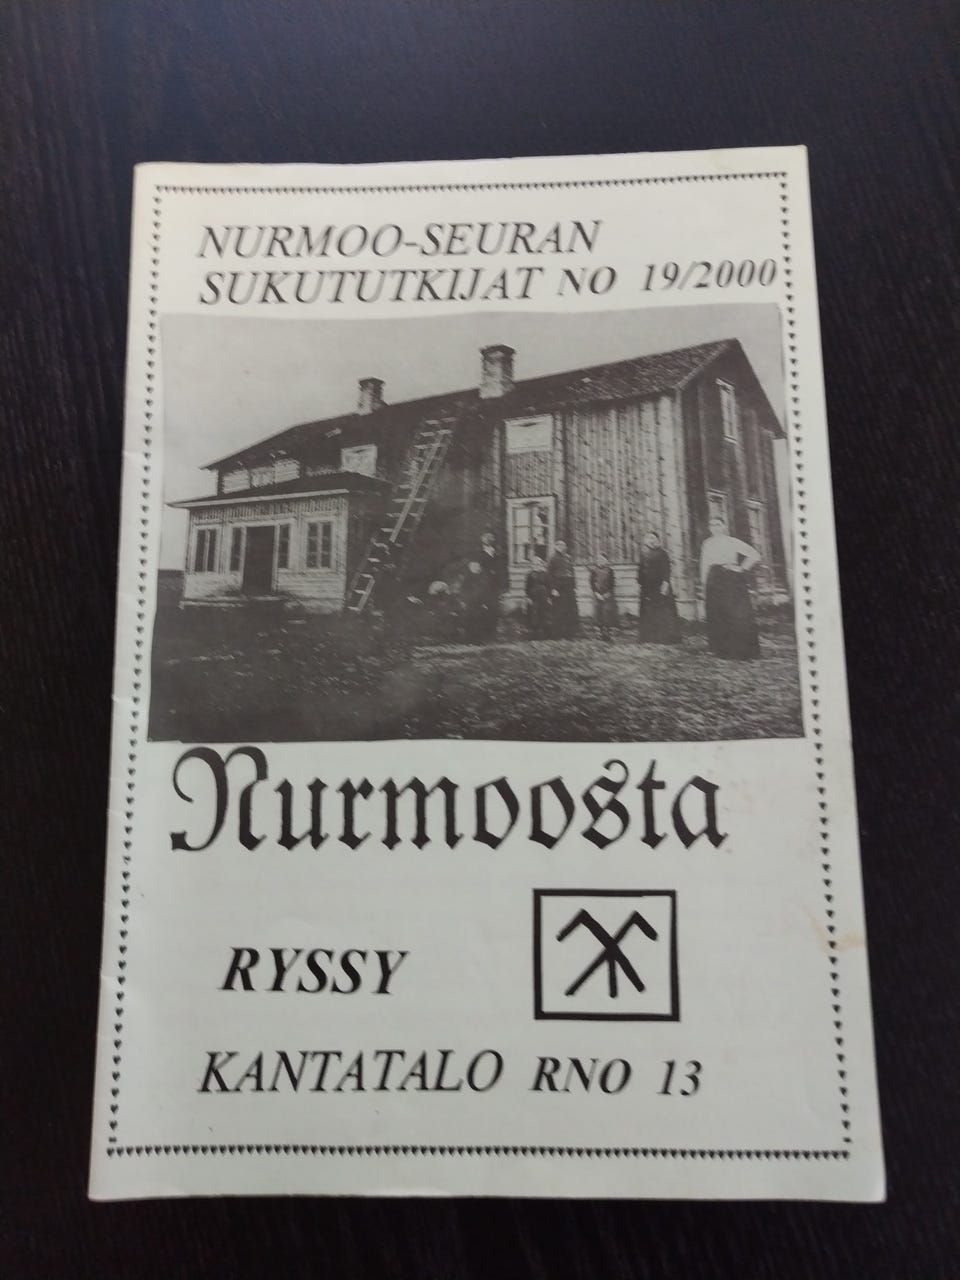 NURMOO-SEURAN
SUKUTUTKIJAT NO 19/2000
Nurmoosta
RYSSY
KANTATALO RNO 13